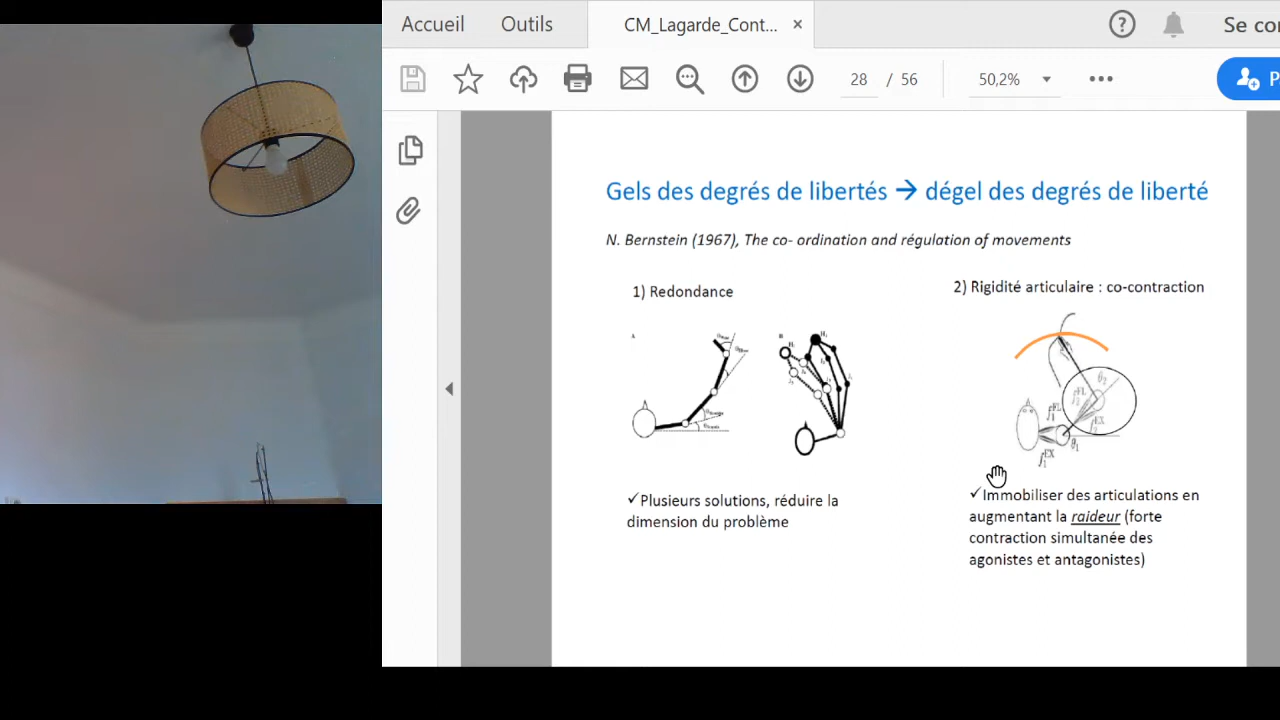 Accueil Outils CM_Lagarde_Cont... ×
28 / 56 50,2%
Gels des degrés de libertés → dégel des degrés de liberté
N. Bernstein (1967), The co- ordination and régulation of movements
1) Redondance
2) Rigidité articulaire : co-contraction
✓Plusieurs solutions, réduire la
dimension du problème
✓Immobiliser des articulations en
augmentant la raideur (forte
contraction simultanée des
agonistes et antagonistes)